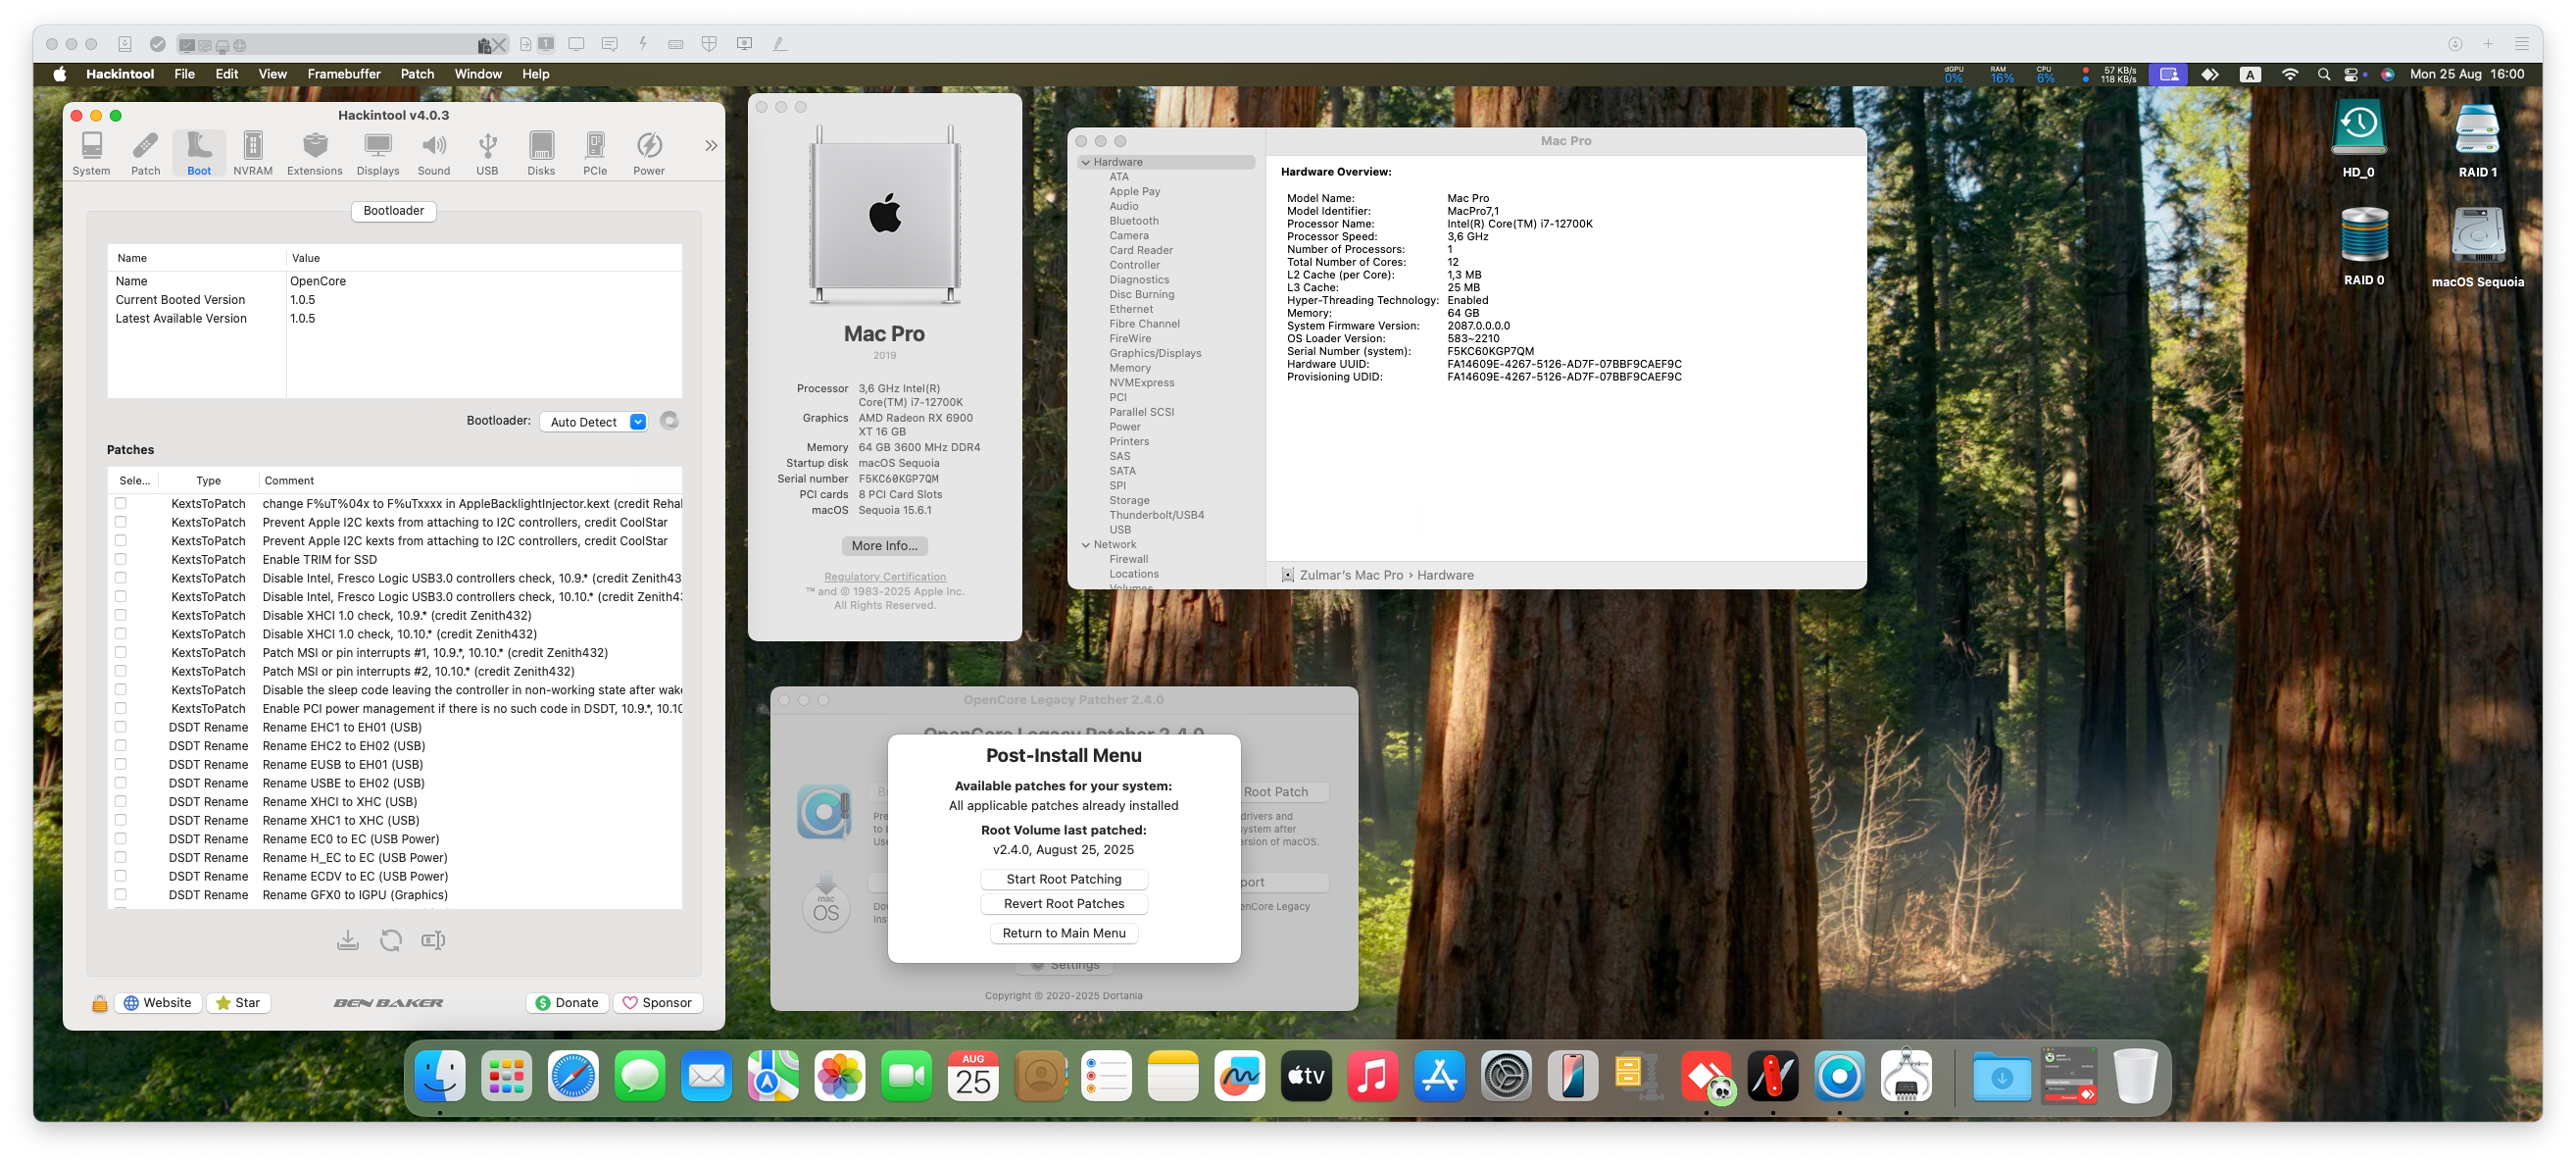 1
Hackintool File Edit View Framebuffer Patch Window Help
dGPU 0% RAM 16% CPU 6% 57 KB/s 118 KB/s A Mon 25 Aug 16:00
Hackintool v4.0.3
System Patch Boot NVRAM Extensions Displays Sound USB Disks PCIe Power
Bootloader
Name Value
Name OpenCore
Current Booted Version 1.0.5
Latest Available Version 1.0.5
Bootloader: Auto Detect
Patches
Sele... Type Comment
KextsToPatch change F%uT%04x to F%uTxxxx in AppleBacklightInjector.kext (credit Rehal
KextsToPatch Prevent Apple I2C kexts from attaching to I2C controllers, credit CoolStar
KextsToPatch Prevent Apple I2C kexts from attaching to I2C controllers, credit CoolStar
KextsToPatch Enable TRIM for SSD
KextsToPatch Disable Intel, Fresco Logic USB3.0 controllers check, 10.9.* (credit Zenith43
KextsToPatch Disable Intel, Fresco Logic USB3.0 controllers check, 10.10.* (credit Zenith4
KextsToPatch Disable XHCI 1.0 check, 10.9.* (credit Zenith432)
KextsToPatch Disable XHCI 1.0 check, 10.10.* (credit Zenith432)
KextsToPatch Patch MSI or pin interrupts #1, 10.9.*, 10.10.* (credit Zenith432)
KextsToPatch Patch MSI or pin interrupts #2, 10.10.* (credit Zenith432)
KextsToPatch Disable the sleep code leaving the controller in non-working state after wak
KextsToPatch Enable PCI power management if there is no such code in DSDT, 10.9.*, 10.10
DSDT Rename Rename EHC1 to EH01 (USB)
DSDT Rename Rename EHC2 to EH02 (USB)
DSDT Rename Rename EUSB to EH01 (USB)
DSDT Rename Rename USBE to EH02 (USB)
DSDT Rename Rename XHCI to XHC (USB)
DSDT Rename Rename XHC1 to XHC (USB)
DSDT Rename Rename EC0 to EC (USB Power)
DSDT Rename Rename H_EC to EC (USB Power)
DSDT Rename Rename ECDV to EC (USB Power)
DSDT Rename Rename GFX0 to IGPU (Graphics)
Website Star BEN BAKER Donate Sponsor
Mac Pro
2019
Processor 3,6 GHz Intel(R)
Core(TM) i7-12700K
Graphics AMD Radeon RX 6900
XT 16 GB
Memory 64 GB 3600 MHz DDR4
Startup disk macOS Sequoia
Serial number F5KC60KGP7QM
PCI cards 8 PCI Card Slots
macOS Sequoia 15.6.1
More Info...
Regulatory Certification
™ and © 1983-2025 Apple Inc.
All Rights Reserved.
Mac Pro
Hardware
ATA
Apple Pay
Audio
Bluetooth
Camera
Card Reader
Controller
Diagnostics
Disc Burning
Ethernet
Fibre Channel
FireWire
Graphics/Displays
Memory
NVMExpress
PCI
Parallel SCSI
Power
Printers
SAS
SATA
SPI
Storage
Thunderbolt/USB4
USB
Network
Firewall
Locations
Volumes
Hardware Overview:
Model Name: Mac Pro
Model Identifier: MacPro7,1
Processor Name: Intel(R) Core(TM) i7-12700K
Processor Speed: 3,6 GHz
Number of Processors: 1
Total Number of Cores: 12
L2 Cache (per Core): 1,3 MB
L3 Cache: 25 MB
Hyper-Threading Technology: Enabled
Memory: 64 GB
System Firmware Version: 2087.0.0.0.0
OS Loader Version: 583~2210
Serial Number (system): F5KC60KGP7QM
Hardware UUID: FA14609E-4267-5126-AD7F-07BBF9CAEF9C
Provisioning UDID: FA14609E-4267-5126-AD7F-07BBF9CAEF9C
Zulmar's Mac Pro › Hardware
HD_0
RAID 1
RAID 0
macOS Sequoia
OpenCore Legacy Patcher 2.4.0
OpenCore Legacy Patcher 2.4.0
Root Patch
drivers and
ystem after
ersion of macOS.
port
enCore Legacy
mac
OS
Post-Install Menu
Available patches for your system:
All applicable patches already installed
Root Volume last patched:
v2.4.0, August 25, 2025
Start Root Patching
Revert Root Patches
Return to Main Menu
Settings
Copyright © 2020-2025 Dortania
AUG
25
tv